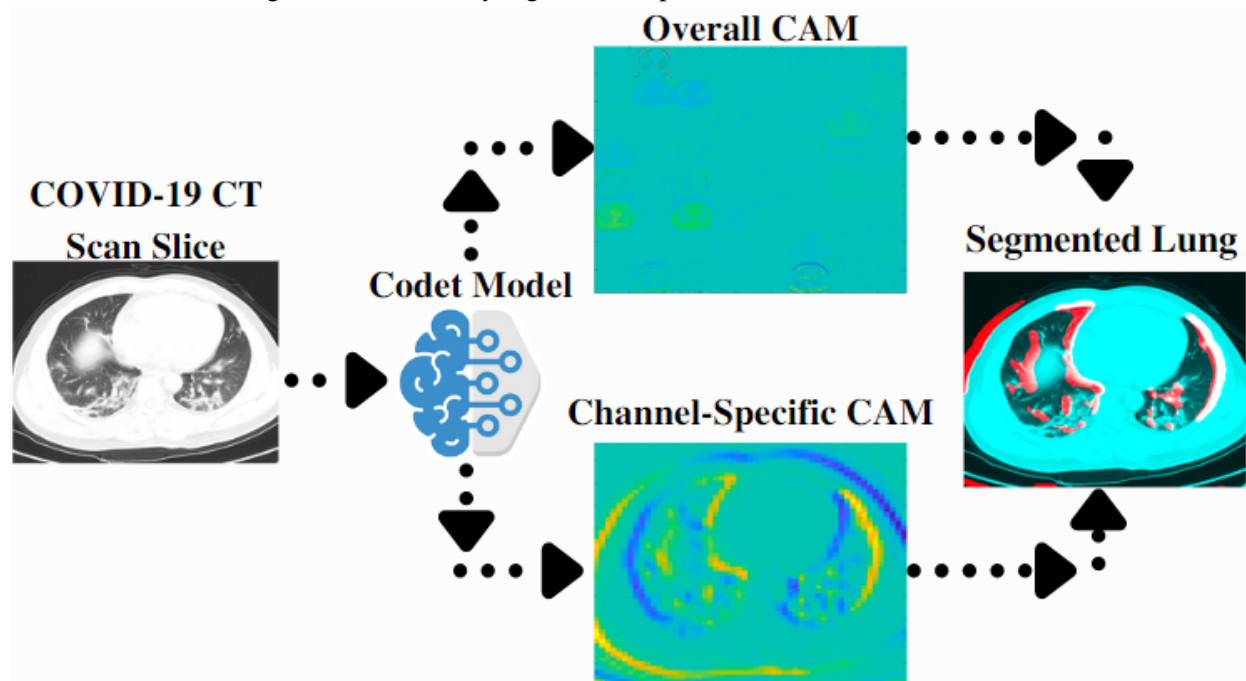 Overall CAM
COVID-19 CT
Scan Slice
Codet Model
Segmented Lung
Channel-Specific CAM